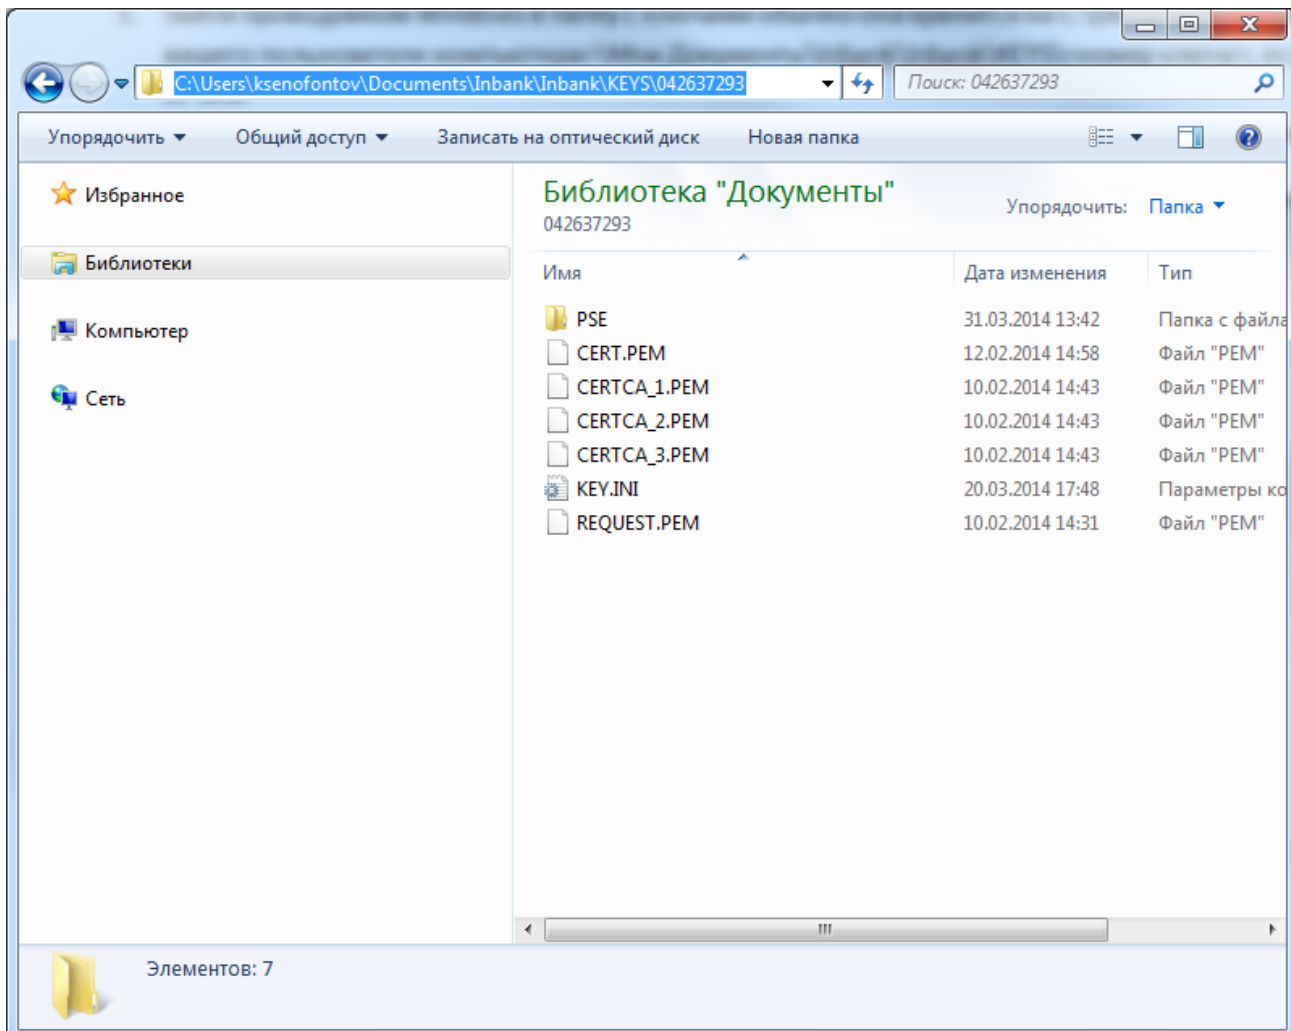 C:\Users\ksenofontov\Documents\Inbank\Inbank\KEYS\042637293
Поиск: 042637293
Упорядочить Общий доступ Записать на оптический диск Новая папка
Избранное
Библиотеки
Компьютер
Сеть
Библиотека "Документы"
042637293
Упорядочить: Папка
Имя Дата изменения Тип
PSE 31.03.2014 13:42 Папка с файла
CERT.PEM 12.02.2014 14:58 Файл "PEM"
CERTCA_1.PEM 10.02.2014 14:43 Файл "PEM"
CERTCA_2.PEM 10.02.2014 14:43 Файл "PEM"
CERTCA_3.PEM 10.02.2014 14:43 Файл "PEM"
KEY.INI 20.03.2014 17:48 Параметры ко
REQUEST.PEM 10.02.2014 14:31 Файл "PEM"
Элементов: 7